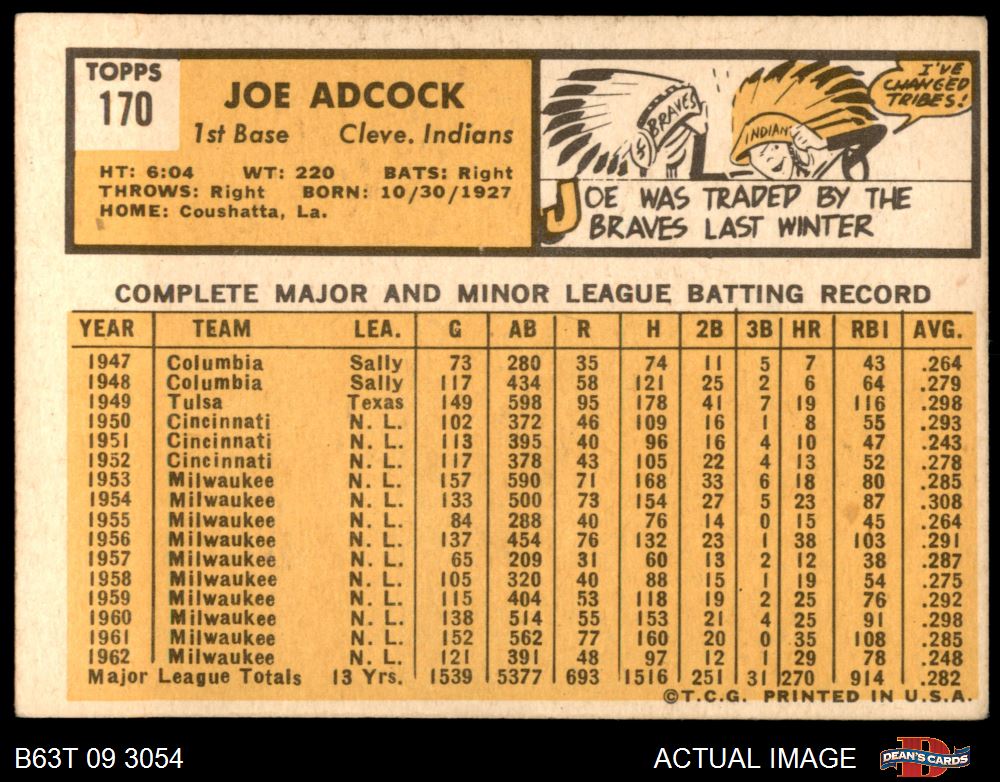 TOPPS
170
JOE ADCOCK
1st Base Cleve. Indians
HT: 6:04 WT: 220 BATS: Right
THROWS: Right BORN: 10/30/1927
HOME: Coushatta, La.
BRAVES
INDIAN
I'VE
CHANGED
TRIBES!
JOE WAS TRADED BY THE
BRAVES LAST WINTER
COMPLETE MAJOR AND MINOR LEAGUE BATTING RECORD
YEAR TEAM LEA. G AB R H 2B 3B HR RBI AVG.
1947 Columbia Sally 73 280 35 74 11 5 7 43 .264
1948 Columbia Sally 117 434 58 121 25 2 6 64 .279
1949 Tulsa Texas 149 598 95 178 41 7 19 116 .298
1950 Cincinnati N. L. 102 372 46 109 16 1 8 55 .293
1951 Cincinnati N. L. 113 395 40 96 16 4 10 47 .243
1952 Cincinnati N. L. 117 378 43 105 22 4 13 52 .278
1953 Milwaukee N. L. 157 590 71 168 33 6 18 80 .285
1954 Milwaukee N. L. 133 500 73 154 27 5 23 87 .308
1955 Milwaukee N. L. 84 288 40 76 14 0 15 45 .264
1956 Milwaukee N. L. 137 454 76 132 23 1 38 103 .291
1957 Milwaukee N. L. 65 209 31 60 13 2 12 38 .287
1958 Milwaukee N. L. 105 320 40 88 15 1 19 54 .275
1959 Milwaukee N. L. 115 404 53 118 19 2 25 76 .292
1960 Milwaukee N. L. 138 514 55 153 21 4 25 91 .298
1961 Milwaukee N. L. 152 562 77 160 20 0 35 108 .285
1962 Milwaukee N. L. 121 391 48 97 12 1 29 78 .248
Major League Totals 13 Yrs. 1539 5377 693 1516 251 31 270 914 .282
©T.C.G. PRINTED IN U.S.A.
B63T 09 3054 ACTUAL IMAGE DEAN'S CARDS